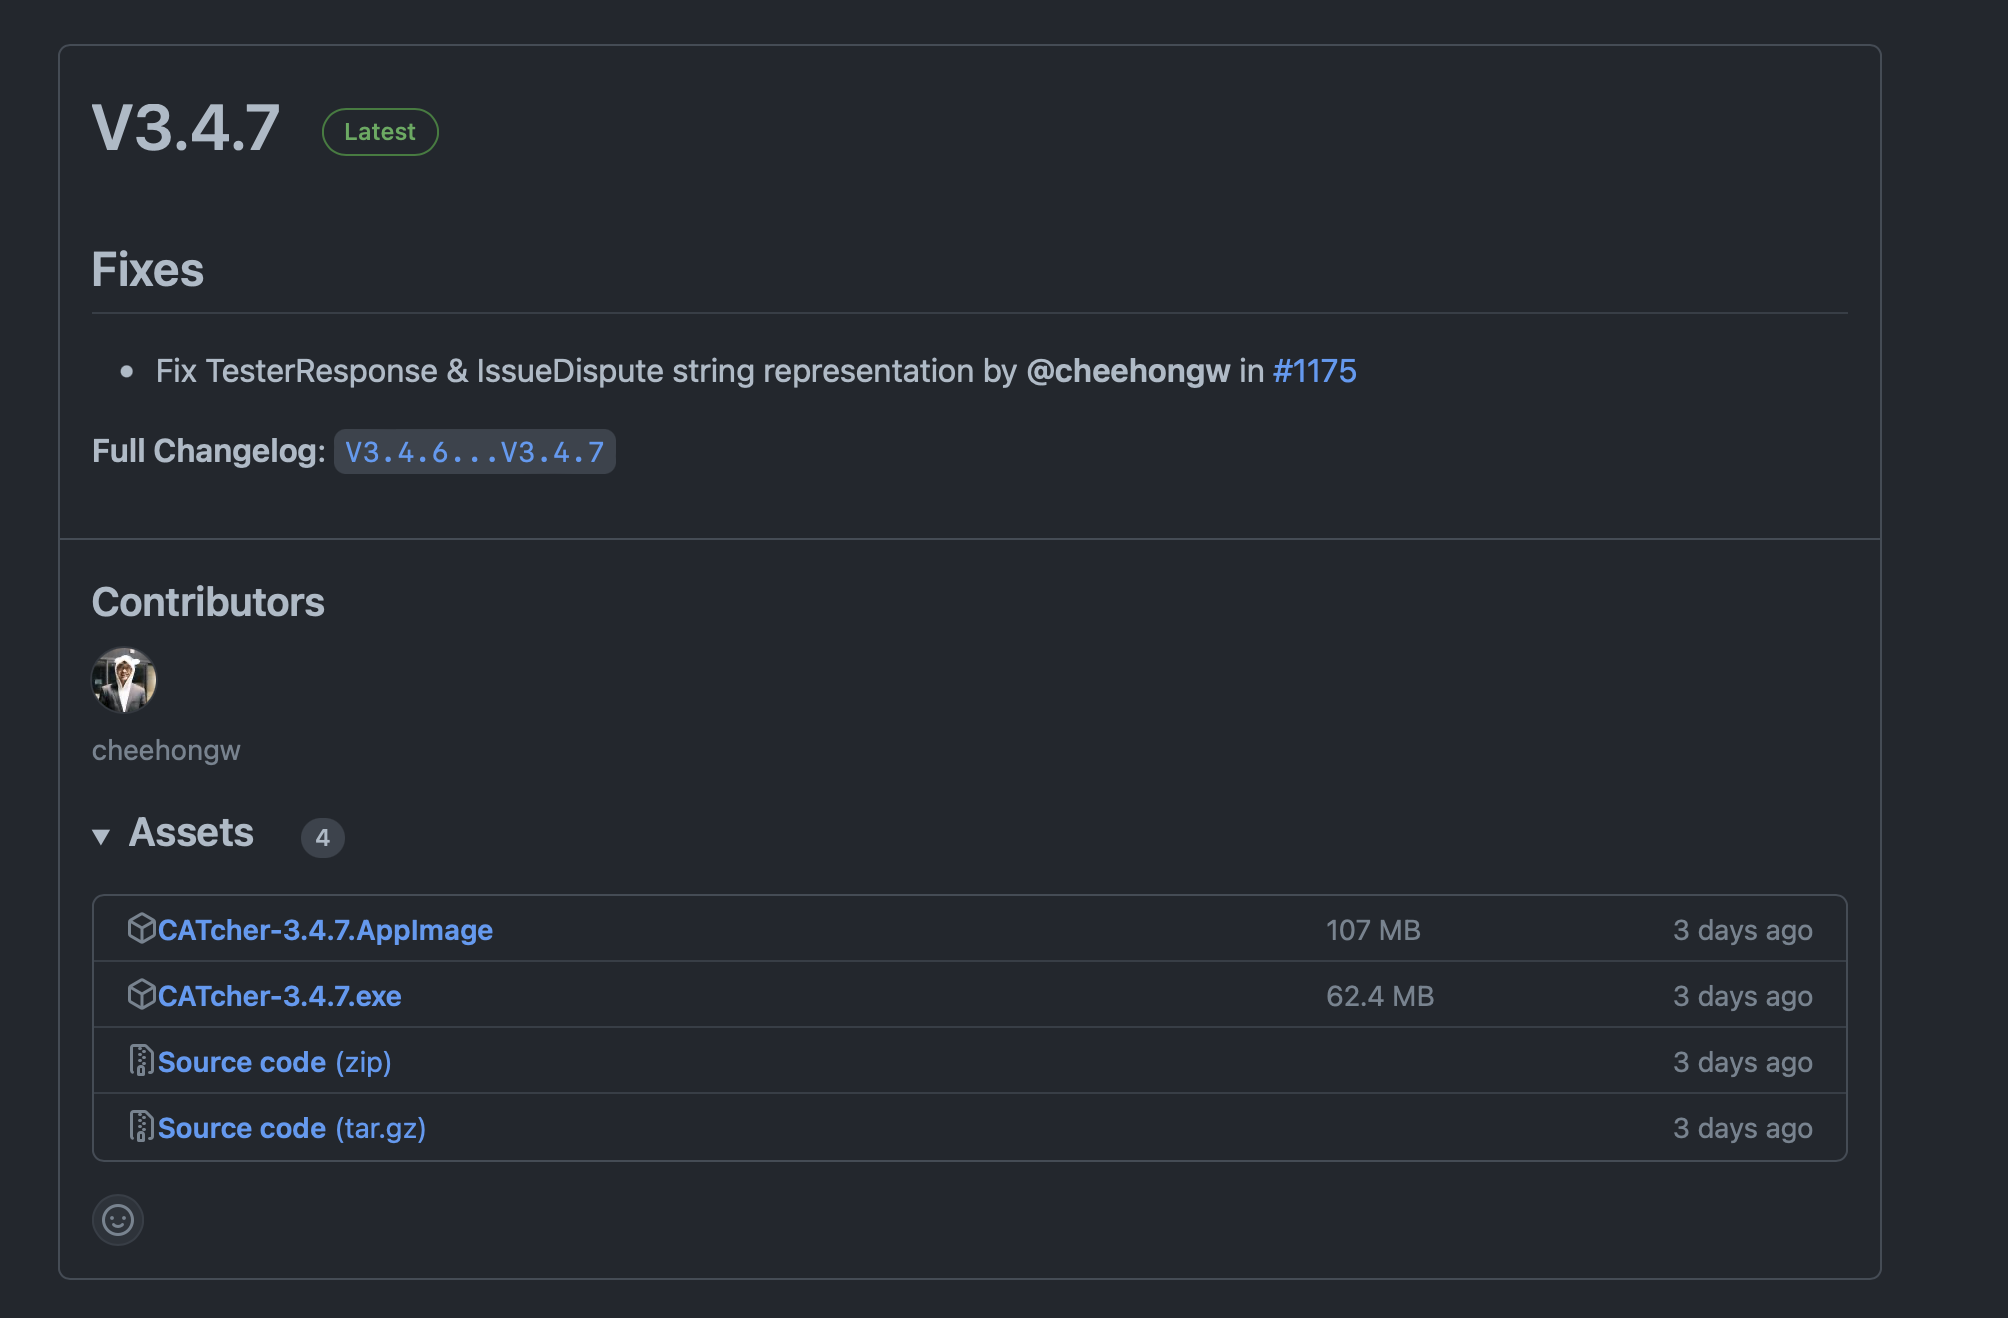 V3.4.7 Latest
Fixes
• Fix TesterResponse & IssueDispute string representation by @cheehongw in #1175
Full Changelog: V3.4.6...V3.4.7
Contributors
cheehongw
Assets 4
CATcher-3.4.7.AppImage 107 MB 3 days ago
CATcher-3.4.7.exe 62.4 MB 3 days ago
Source code (zip) 3 days ago
Source code (tar.gz) 3 days ago